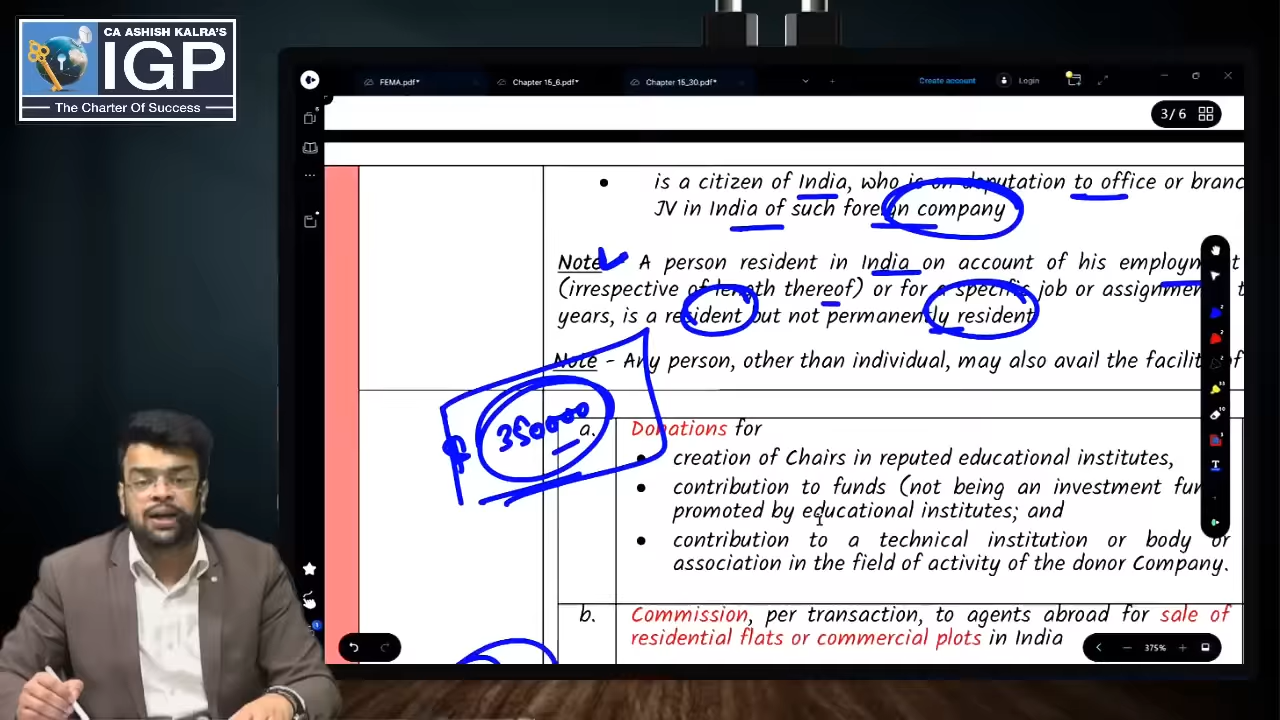 CA ASHISH KALRA'S
IGP
The Charter Of Success
FEMA.pdf*
Chapter 15_6.pdf*
Chapter 15_30.pdf*
Create account
Login
3/6
is a citizen of India, who is on deputation to office or branc
JV in India of such foreign company
Note - A person resident in India on account of his employm
(irrespective of length thereof) or for a specific job or assignmen
years, is a resident but not permanently resident
Note - Any person, other than individual, may also avail the facilit of
$ 350000
a. Donations for
creation of Chairs in reputed educational institutes,
contribution to funds (not being an investment fun
promoted by educational institutes; and
contribution to a technical institution or body or
association in the field of activity of the donor Company.
b. Commission, per transaction, to agents abroad for sale of
residential flats or commercial plots in India
375%